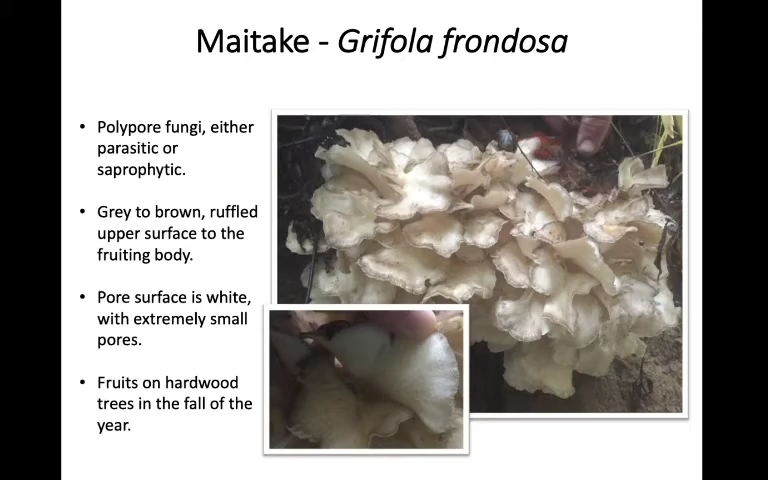 Maitake - Grifola frondosa
• Polypore fungi, either
parasitic or
saprophytic.
• Grey to brown, ruffled
upper surface to the
fruiting body.
• Pore surface is white,
with extremely small
pores.
• Fruits on hardwood
trees in the fall of the
year.